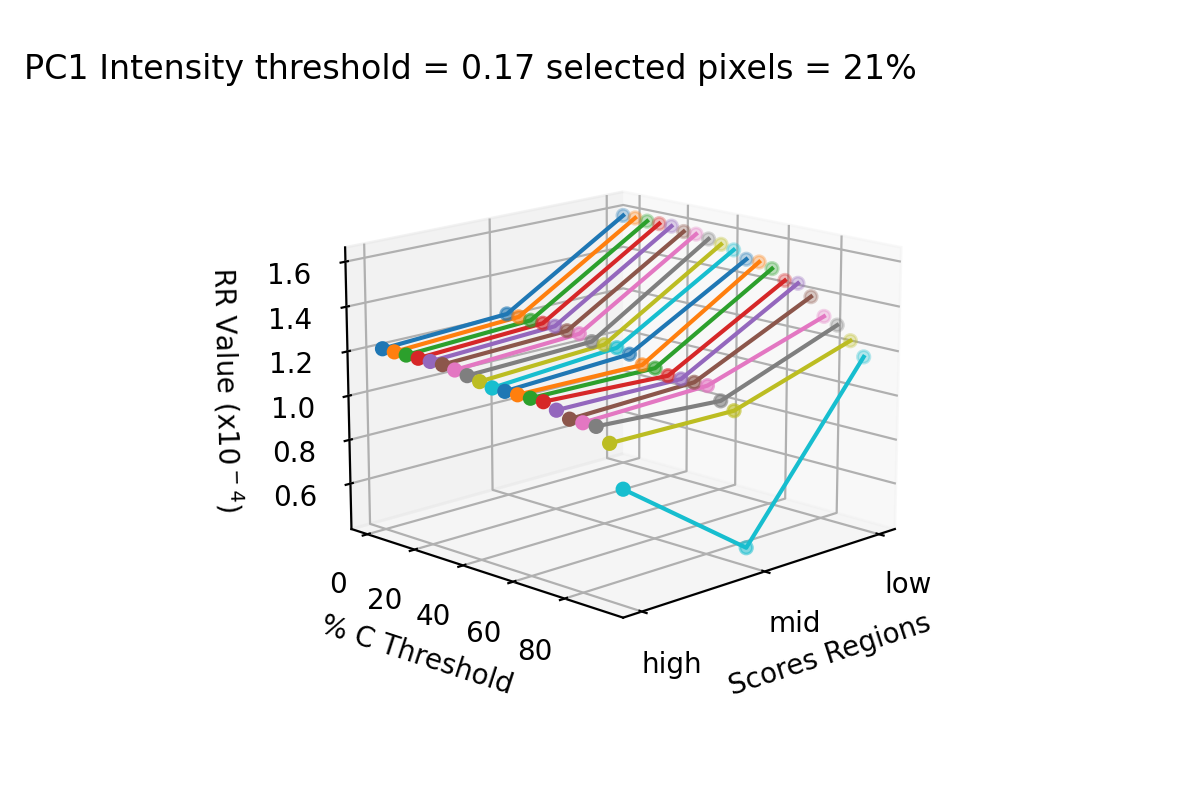 PC1 Intensity threshold = 0.17 selected pixels = 21%
RR Value (x10⁻⁴)
1.6
1.4
1.2
1.0
0.8
0.6
0
20
40
60
80
% C Threshold
high
mid
low
Scores Regions